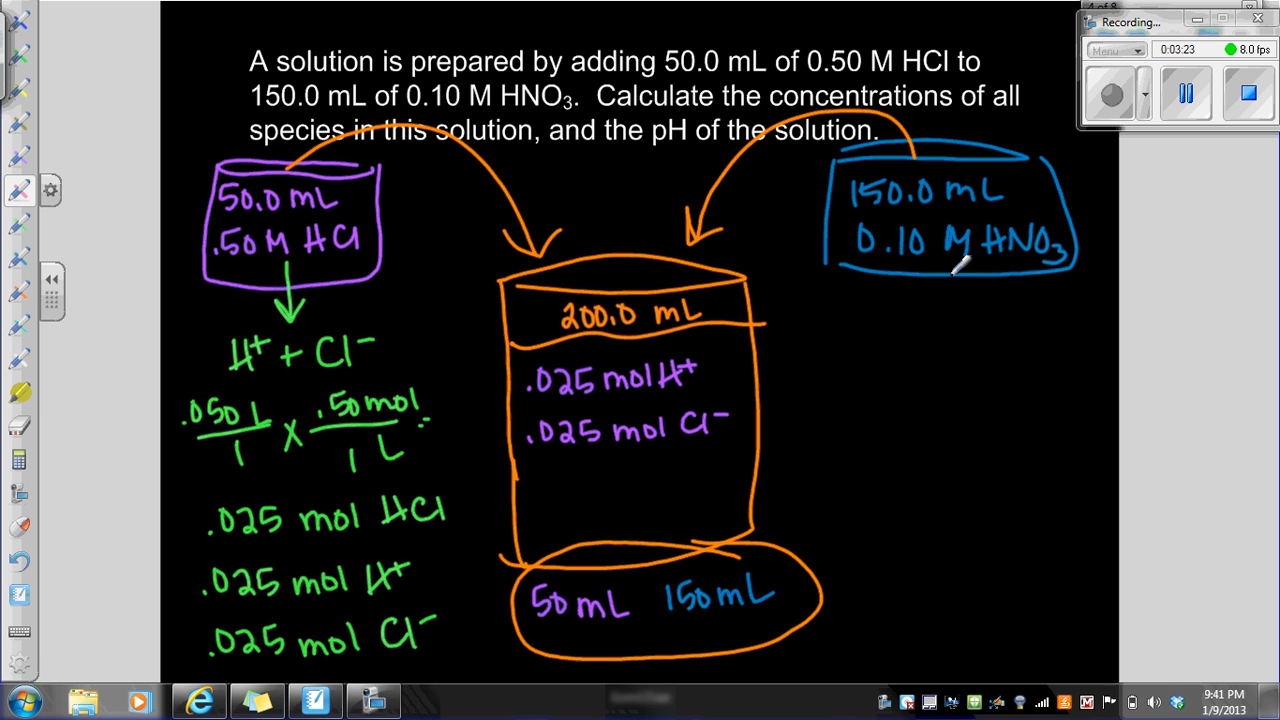 4 of 8
Recording...
Menu
0:03:23
8.0 fps
A solution is prepared by adding 50.0 mL of 0.50 M HCl to
150.0 mL of 0.10 M HNO₃. Calculate the concentrations of all
species in this solution, and the pH of the solution.
50.0 mL
.50 M HCl
150.0 mL
0.10 M HNO₃
200.0 mL
H⁺ + Cl⁻
.050 L / 1 x .50 mol / 1 L =
.025 mol HCl
.025 mol H⁺
.025 mol Cl⁻
.025 mol H⁺
.025 mol Cl⁻
50 mL 150 mL
9:41 PM
1/9/2013